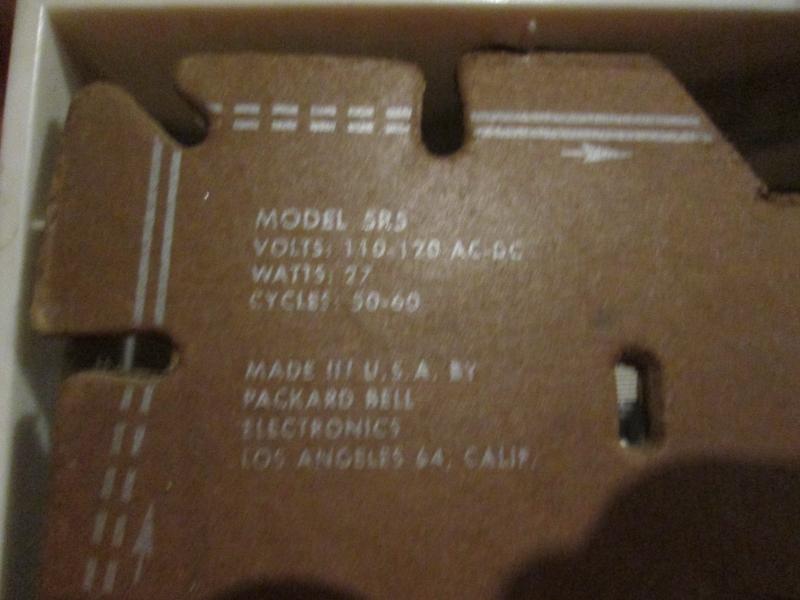 MODEL 5R5
VOLTS: 110-120 AC-DC
WATTS: 27
CYCLES: 50-60
MADE IN U.S.A. BY
PACKARD BELL
ELECTRONICS
LOS ANGELES 64, CALIF.